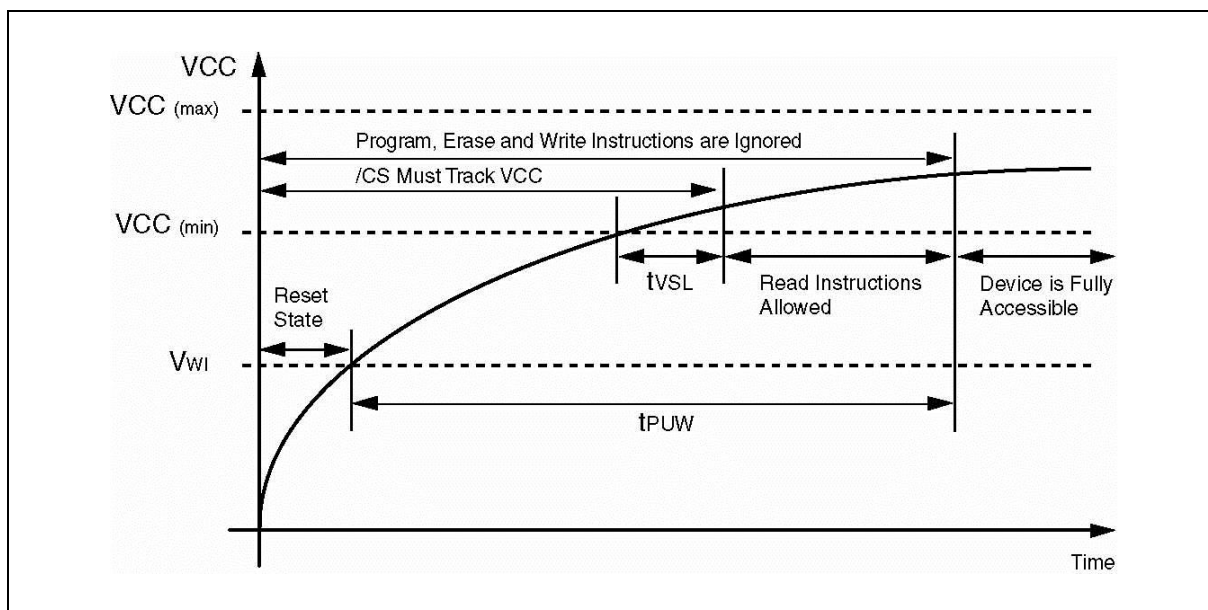 VCC
VCC (max)
Program, Erase and Write Instructions are Ignored
/CS Must Track VCC
VCC (min)
tVSL
Read Instructions
Allowed
Device is Fully
Accessible
Reset
State
VWI
tPUW
Time